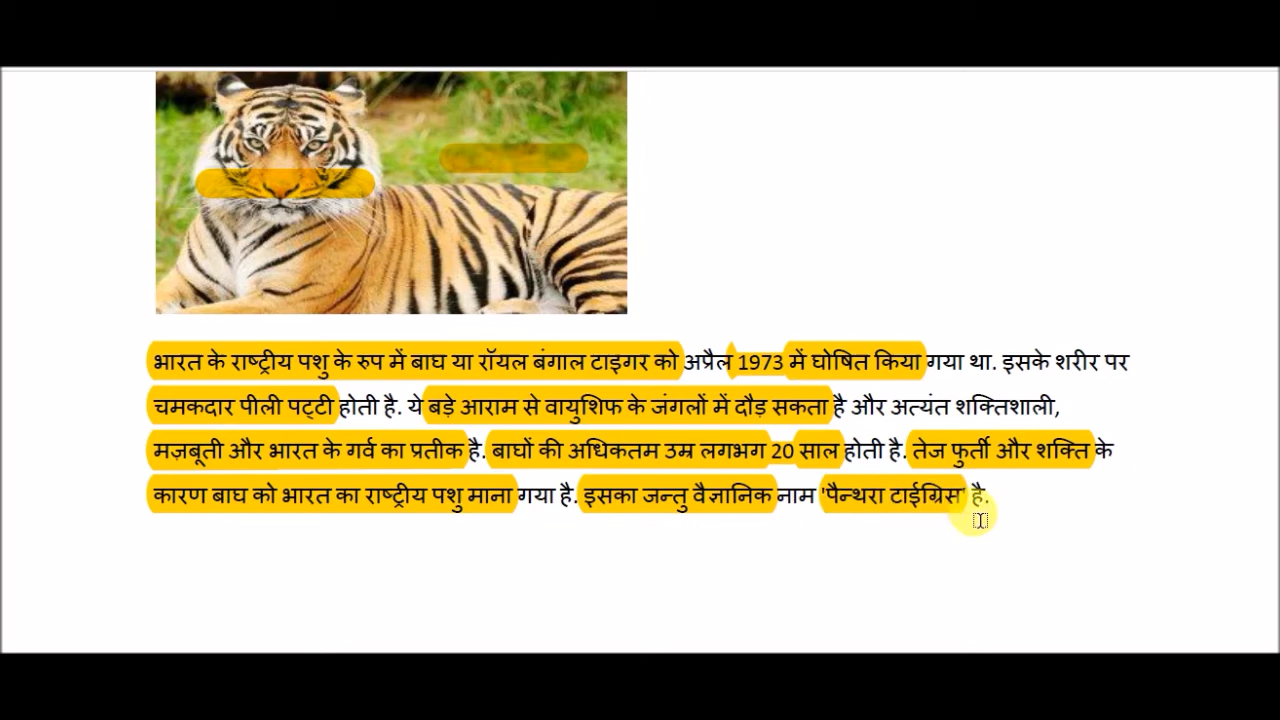 भारत के राष्ट्रीय पशु के रुप में बाघ या रॉयल बंगाल टाइगर को अप्रैल 1973 में घोषित किया गया था. इसके शरीर पर
चमकदार पीली पट्टी होती है. ये बड़े आराम से वायुशिफ के जंगलों में दौड़ सकता है और अत्यंत शक्तिशाली,
मज़बूती और भारत के गर्व का प्रतीक है. बाघों की अधिकतम उम्र लगभग 20 साल होती है. तेज फुर्ती और शक्ति के
कारण बाघ को भारत का राष्ट्रीय पशु माना गया है. इसका जन्तु वैज्ञानिक नाम 'पैन्थरा टाईग्रिस' है.